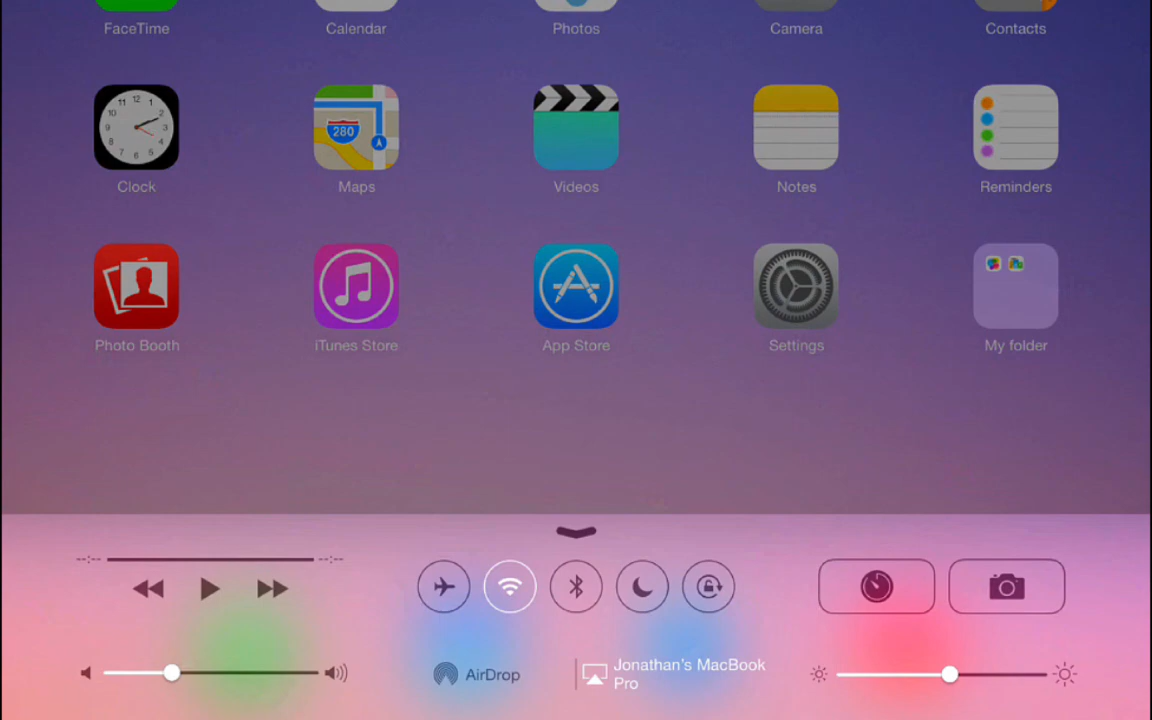 FaceTime
Calendar
Photos
Camera
Contacts
Clock
280
Maps
Videos
Notes
Reminders
Photo Booth
iTunes Store
App Store
Settings
My folder
--:--
--:--
AirDrop
Jonathan's MacBook
Pro